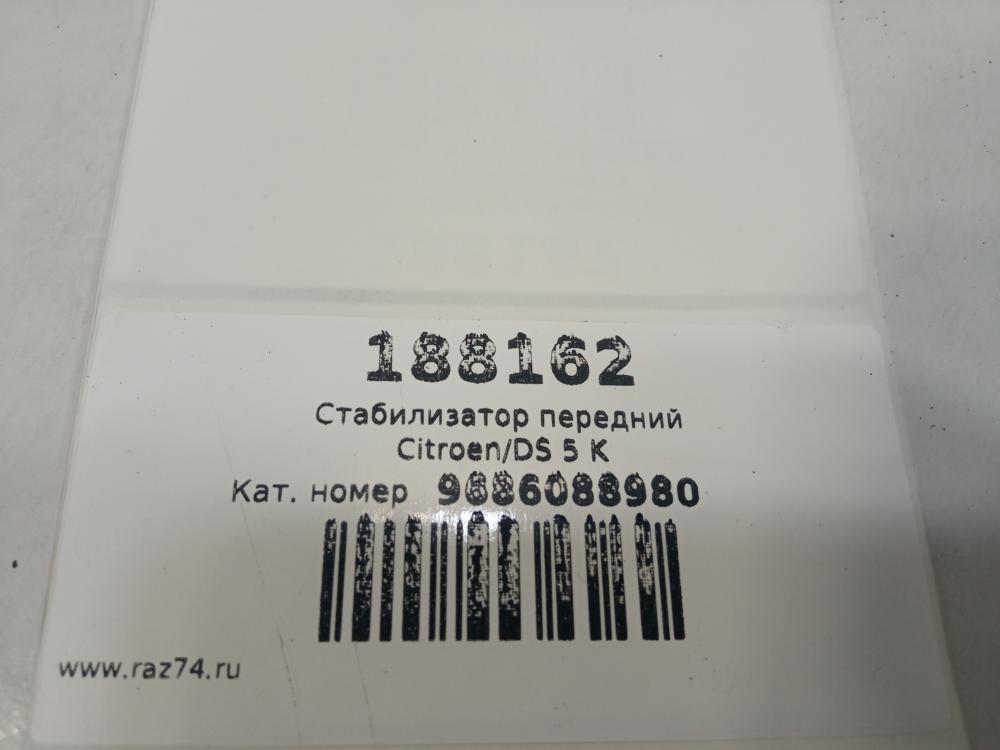 188162
Стабилизатор передний
Citroen/DS 5 K
Кат. номер 9686088980
www.raz74.ru